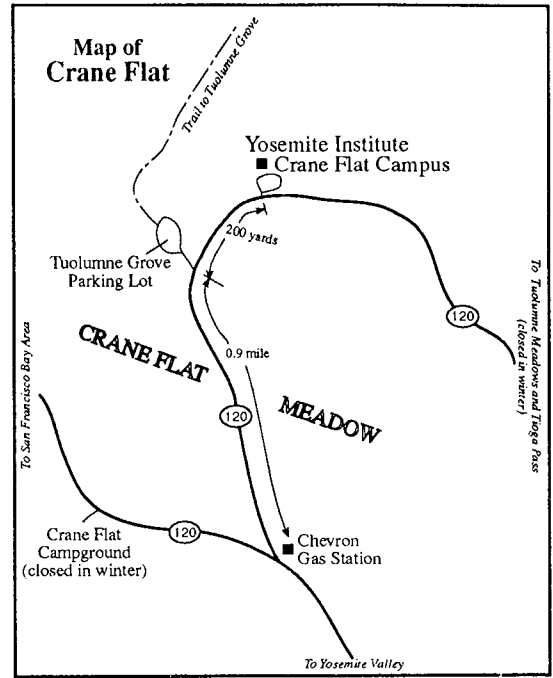 Map of
Crane Flat
Trail to Tuolumne Grove
Yosemite Institute
Crane Flat Campus
200 yards
Tuolumne Grove
Parking Lot
To Tuolumne Meadows and Tioga Pass
(closed in winter)
120
To San Francisco Bay Area
CRANE FLAT
0.9 mile
MEADOW
120
Crane Flat
Campground
(closed in winter)
120
Chevron
Gas Station
To Yosemite Valley